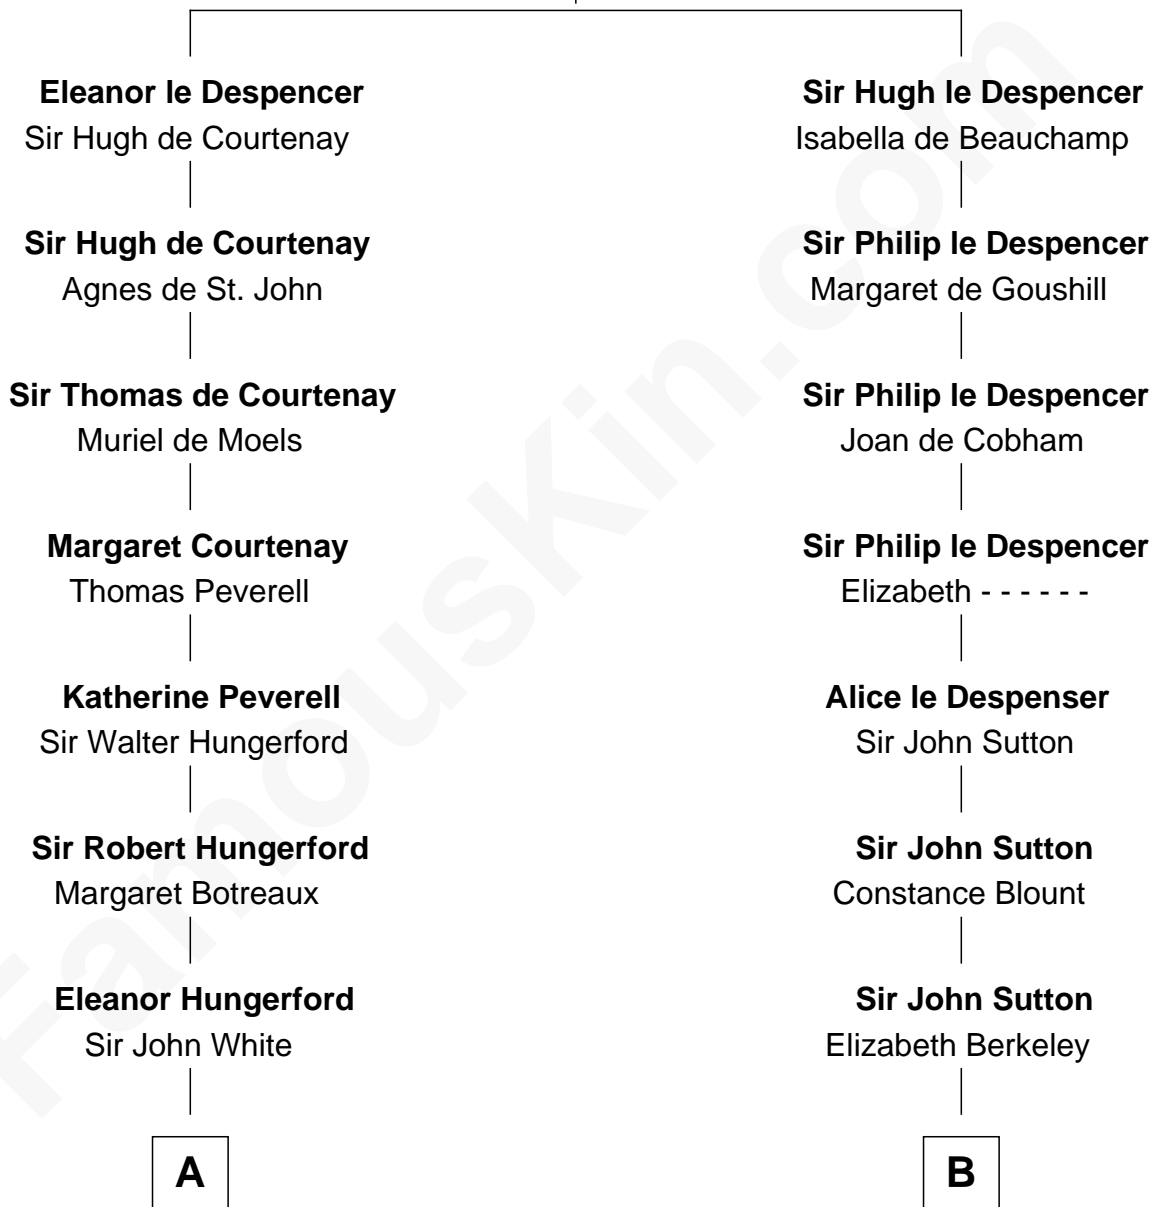 Eleanor le Despencer
Sir Hugh de Courtenay
Sir Hugh de Courtenay
Agnes de St. John
Sir Thomas de Courtenay
Muriel de Moels
Margaret Courtenay
Thomas Peverell
Katherine Peverell
Sir Walter Hungerford
Sir Robert Hungerford
Margaret Botreaux
Eleanor Hungerford
Sir John White
A
Sir Hugh le Despencer
Isabella de Beauchamp
Sir Philip le Despencer
Margaret de Goushill
Sir Philip le Despencer
Joan de Cobham
Sir Philip le Despencer
Elizabeth - - - - - -
Alice le Despenser
Sir John Sutton
Sir John Sutton
Constance Blount
Sir John Sutton
Elizabeth Berkeley
B
FamousKin.com